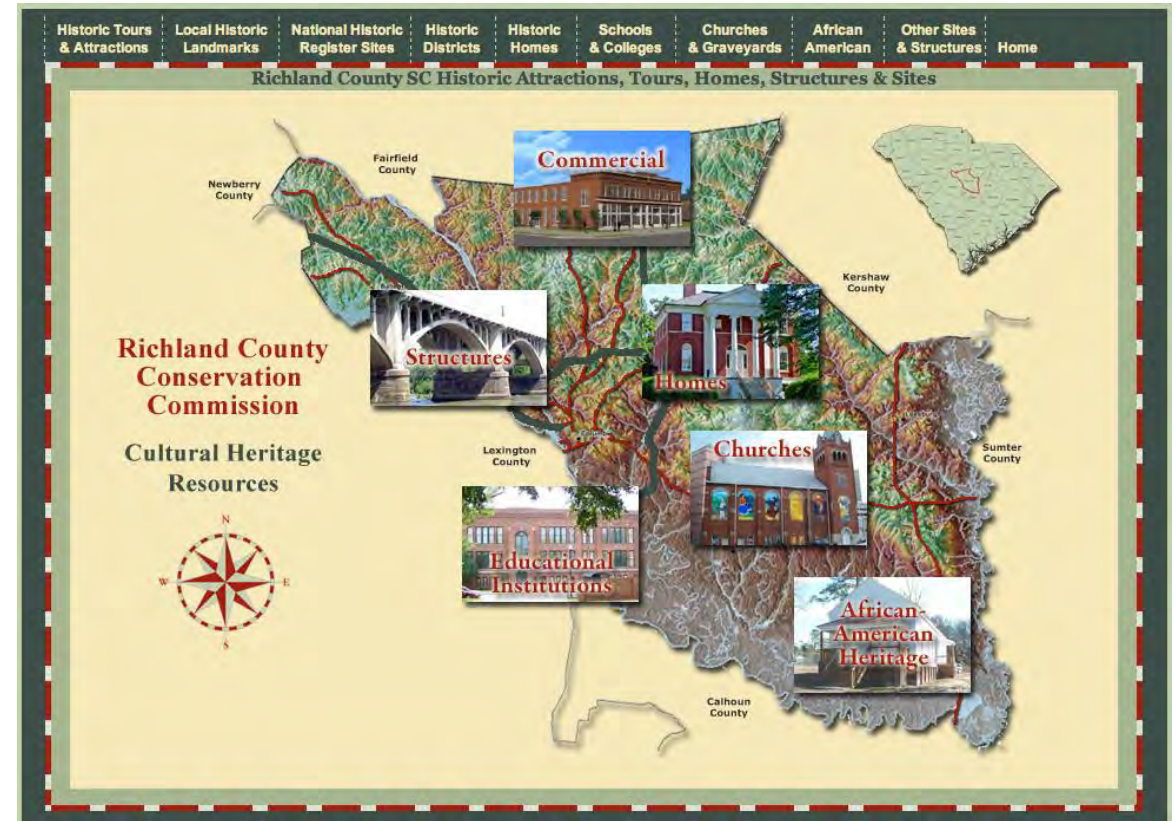 Historic Tours
& Attractions
Local Historic
Landmarks
National Historic
Register Sites
Historic
Districts
Historic
Homes
Schools
& Colleges
Churches
& Graveyards
African
American
Other Sites
& Structures
Home
Richland County SC Historic Attractions, Tours, Homes, Structures & Sites
Fairfield
County
Newberry
County
Commercial
Kershaw
County
Structures
Homes
Richland County
Conservation
Commission
Cultural Heritage
Resources
Lexington
County
Churches
Sumter
County
N
W
E
S
Educational
Institutions
African-
American
Heritage
Calhoun
County